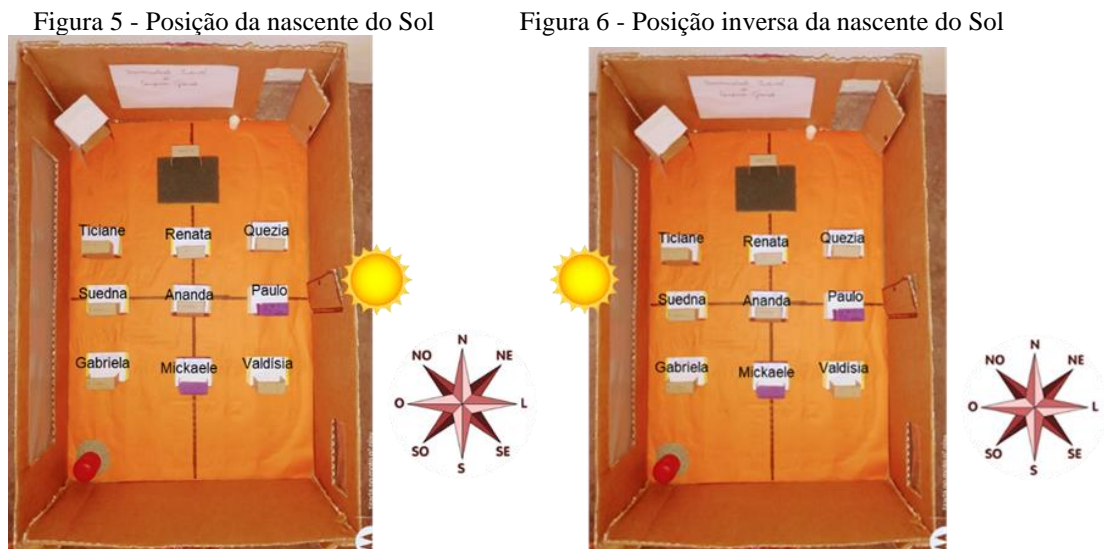 Figura 5 - Posição da nascente do Sol
Figura 6 - Posição inversa da nascente do Sol
Ticiane Renata Quezia
Suedna Ananda Paulo
Gabriela Mickaele Valdísia
N
NO NE
O L
SO SE
S
Ticiane Renata Quezia
Suedna Ananda Paulo
Gabriela Mickaele Valdísia
N
NO NE
O L
SO SE
S